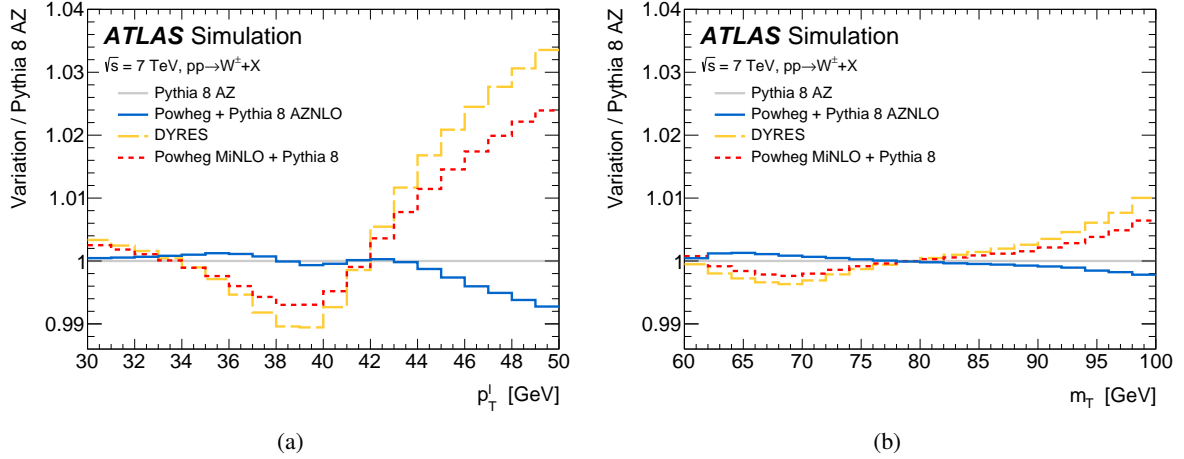 Variation / Pythia 8 AZ
1.04
1.03
1.02
1.01
1
0.99
ATLAS Simulation
√s = 7 TeV, pp→W±+X
Pythia 8 AZ
Powheg + Pythia 8 AZNLO
DYRES
Powheg MiNLO + Pythia 8
30 32 34 36 38 40 42 44 46 48 50
p_T^l [GeV]
(a)
Variation / Pythia 8 AZ
1.04
1.03
1.02
1.01
1
0.99
ATLAS Simulation
√s = 7 TeV, pp→W±+X
Pythia 8 AZ
Powheg + Pythia 8 AZNLO
DYRES
Powheg MiNLO + Pythia 8
60 65 70 75 80 85 90 95 100
m_T [GeV]
(b)